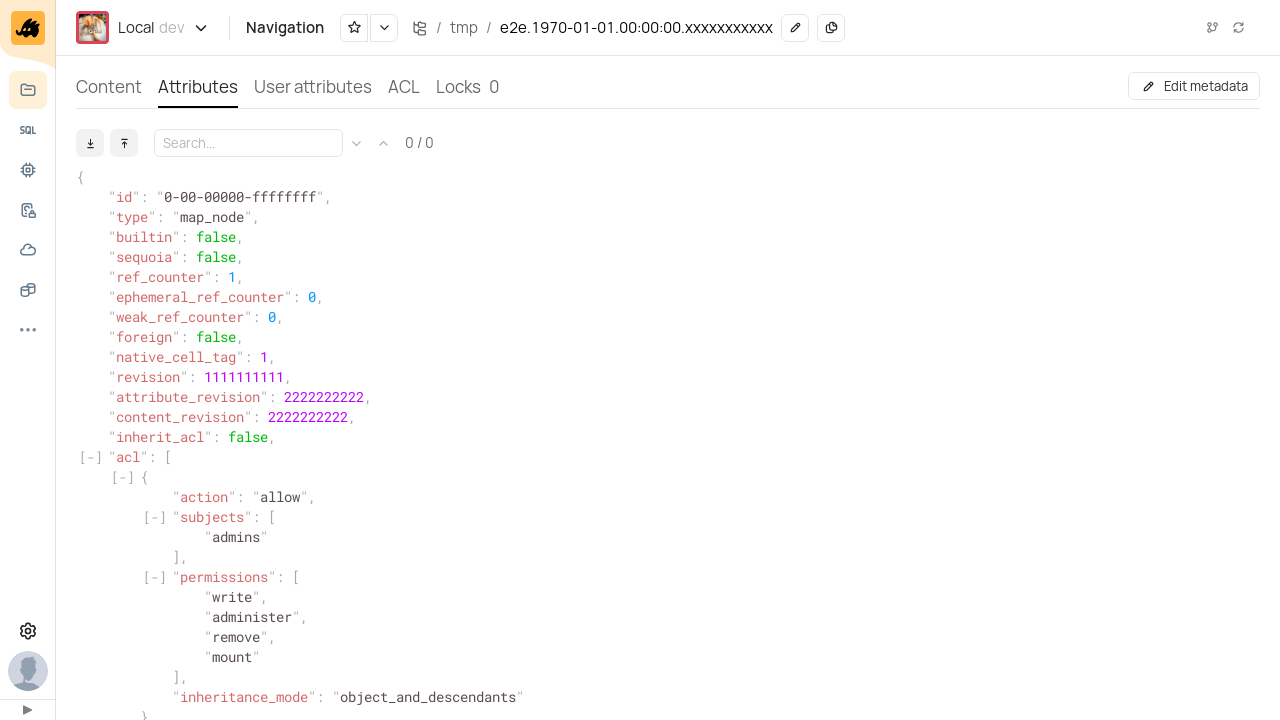 Local dev Navigation / tmp / e2e.1970-01-01.00:00:00.xxxxxxxxxxx
SQL
Content Attributes User attributes ACL Locks 0 Edit metadata
Search... 0 / 0
{
"id": "0-00-00000-ffffffff",
"type": "map_node",
"builtin": false,
"sequoia": false,
"ref_counter": 1,
"ephemeral_ref_counter": 0,
"weak_ref_counter": 0,
"foreign": false,
"native_cell_tag": 1,
"revision": 1111111111,
"attribute_revision": 2222222222,
"content_revision": 2222222222,
"inherit_acl": false,
[-] "acl": [
[-] {
"action": "allow",
[-] "subjects": [
"admins"
],
[-] "permissions": [
"write",
"administer",
"remove",
"mount"
],
"inheritance_mode": "object_and_descendants"
}